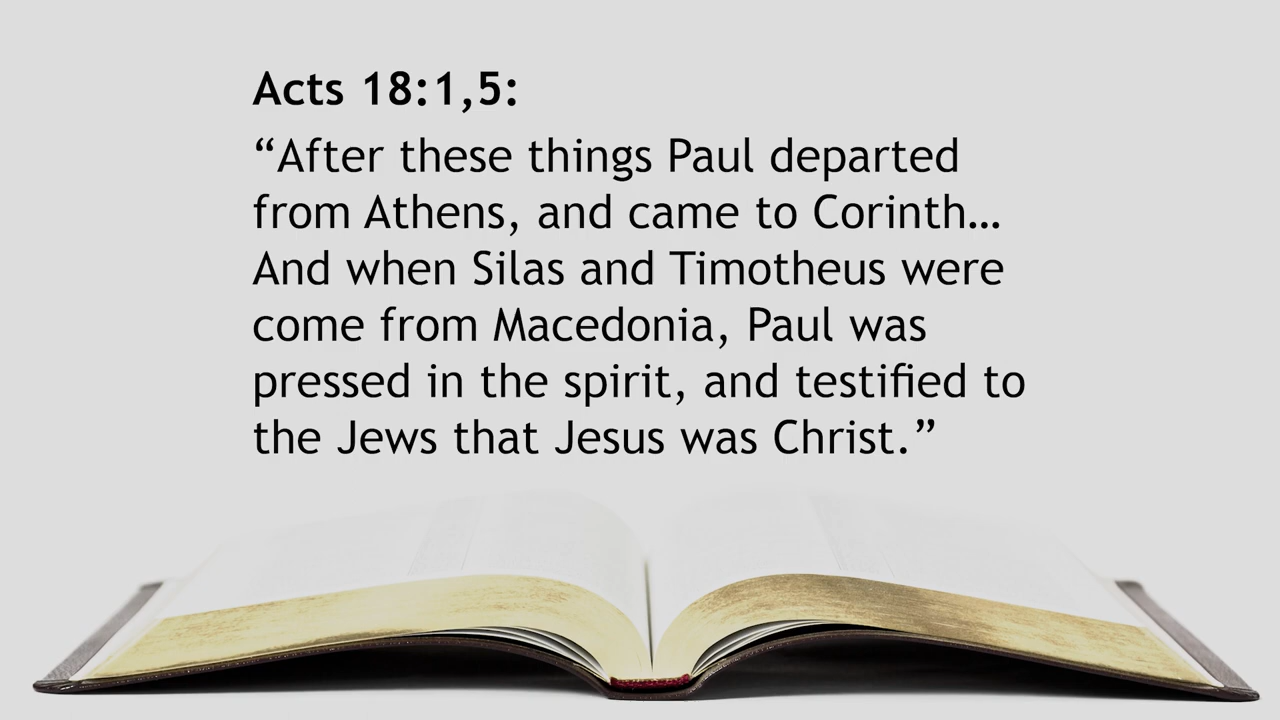 Acts 18:1,5:
“After these things Paul departed
from Athens, and came to Corinth…
And when Silas and Timotheus were
come from Macedonia, Paul was
pressed in the spirit, and testified to
the Jews that Jesus was Christ.”